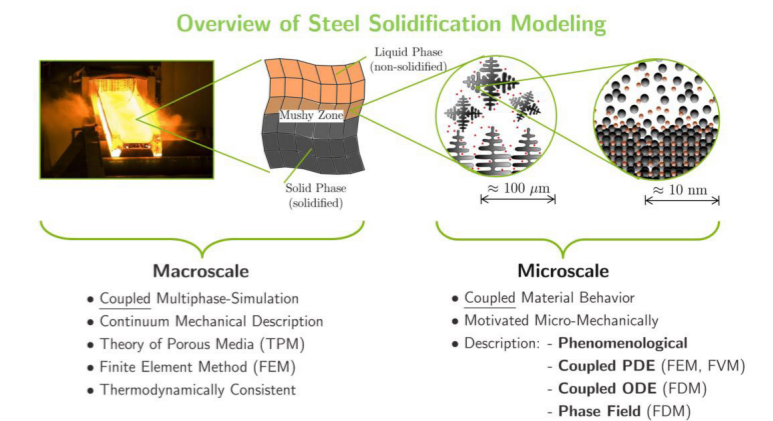 Overview of Steel Solidification Modeling
Liquid Phase
(non-solidified)
Mushy Zone
Solid Phase
(solidified)
≈ 100 μm
≈ 10 nm
Macroscale
• Coupled Multiphase-Simulation
• Continuum Mechanical Description
• Theory of Porous Media (TPM)
• Finite Element Method (FEM)
• Thermodynamically Consistent
Microscale
• Coupled Material Behavior
• Motivated Micro-Mechanically
• Description: - Phenomenological
- Coupled PDE (FEM, FVM)
- Coupled ODE (FDM)
- Phase Field (FDM)